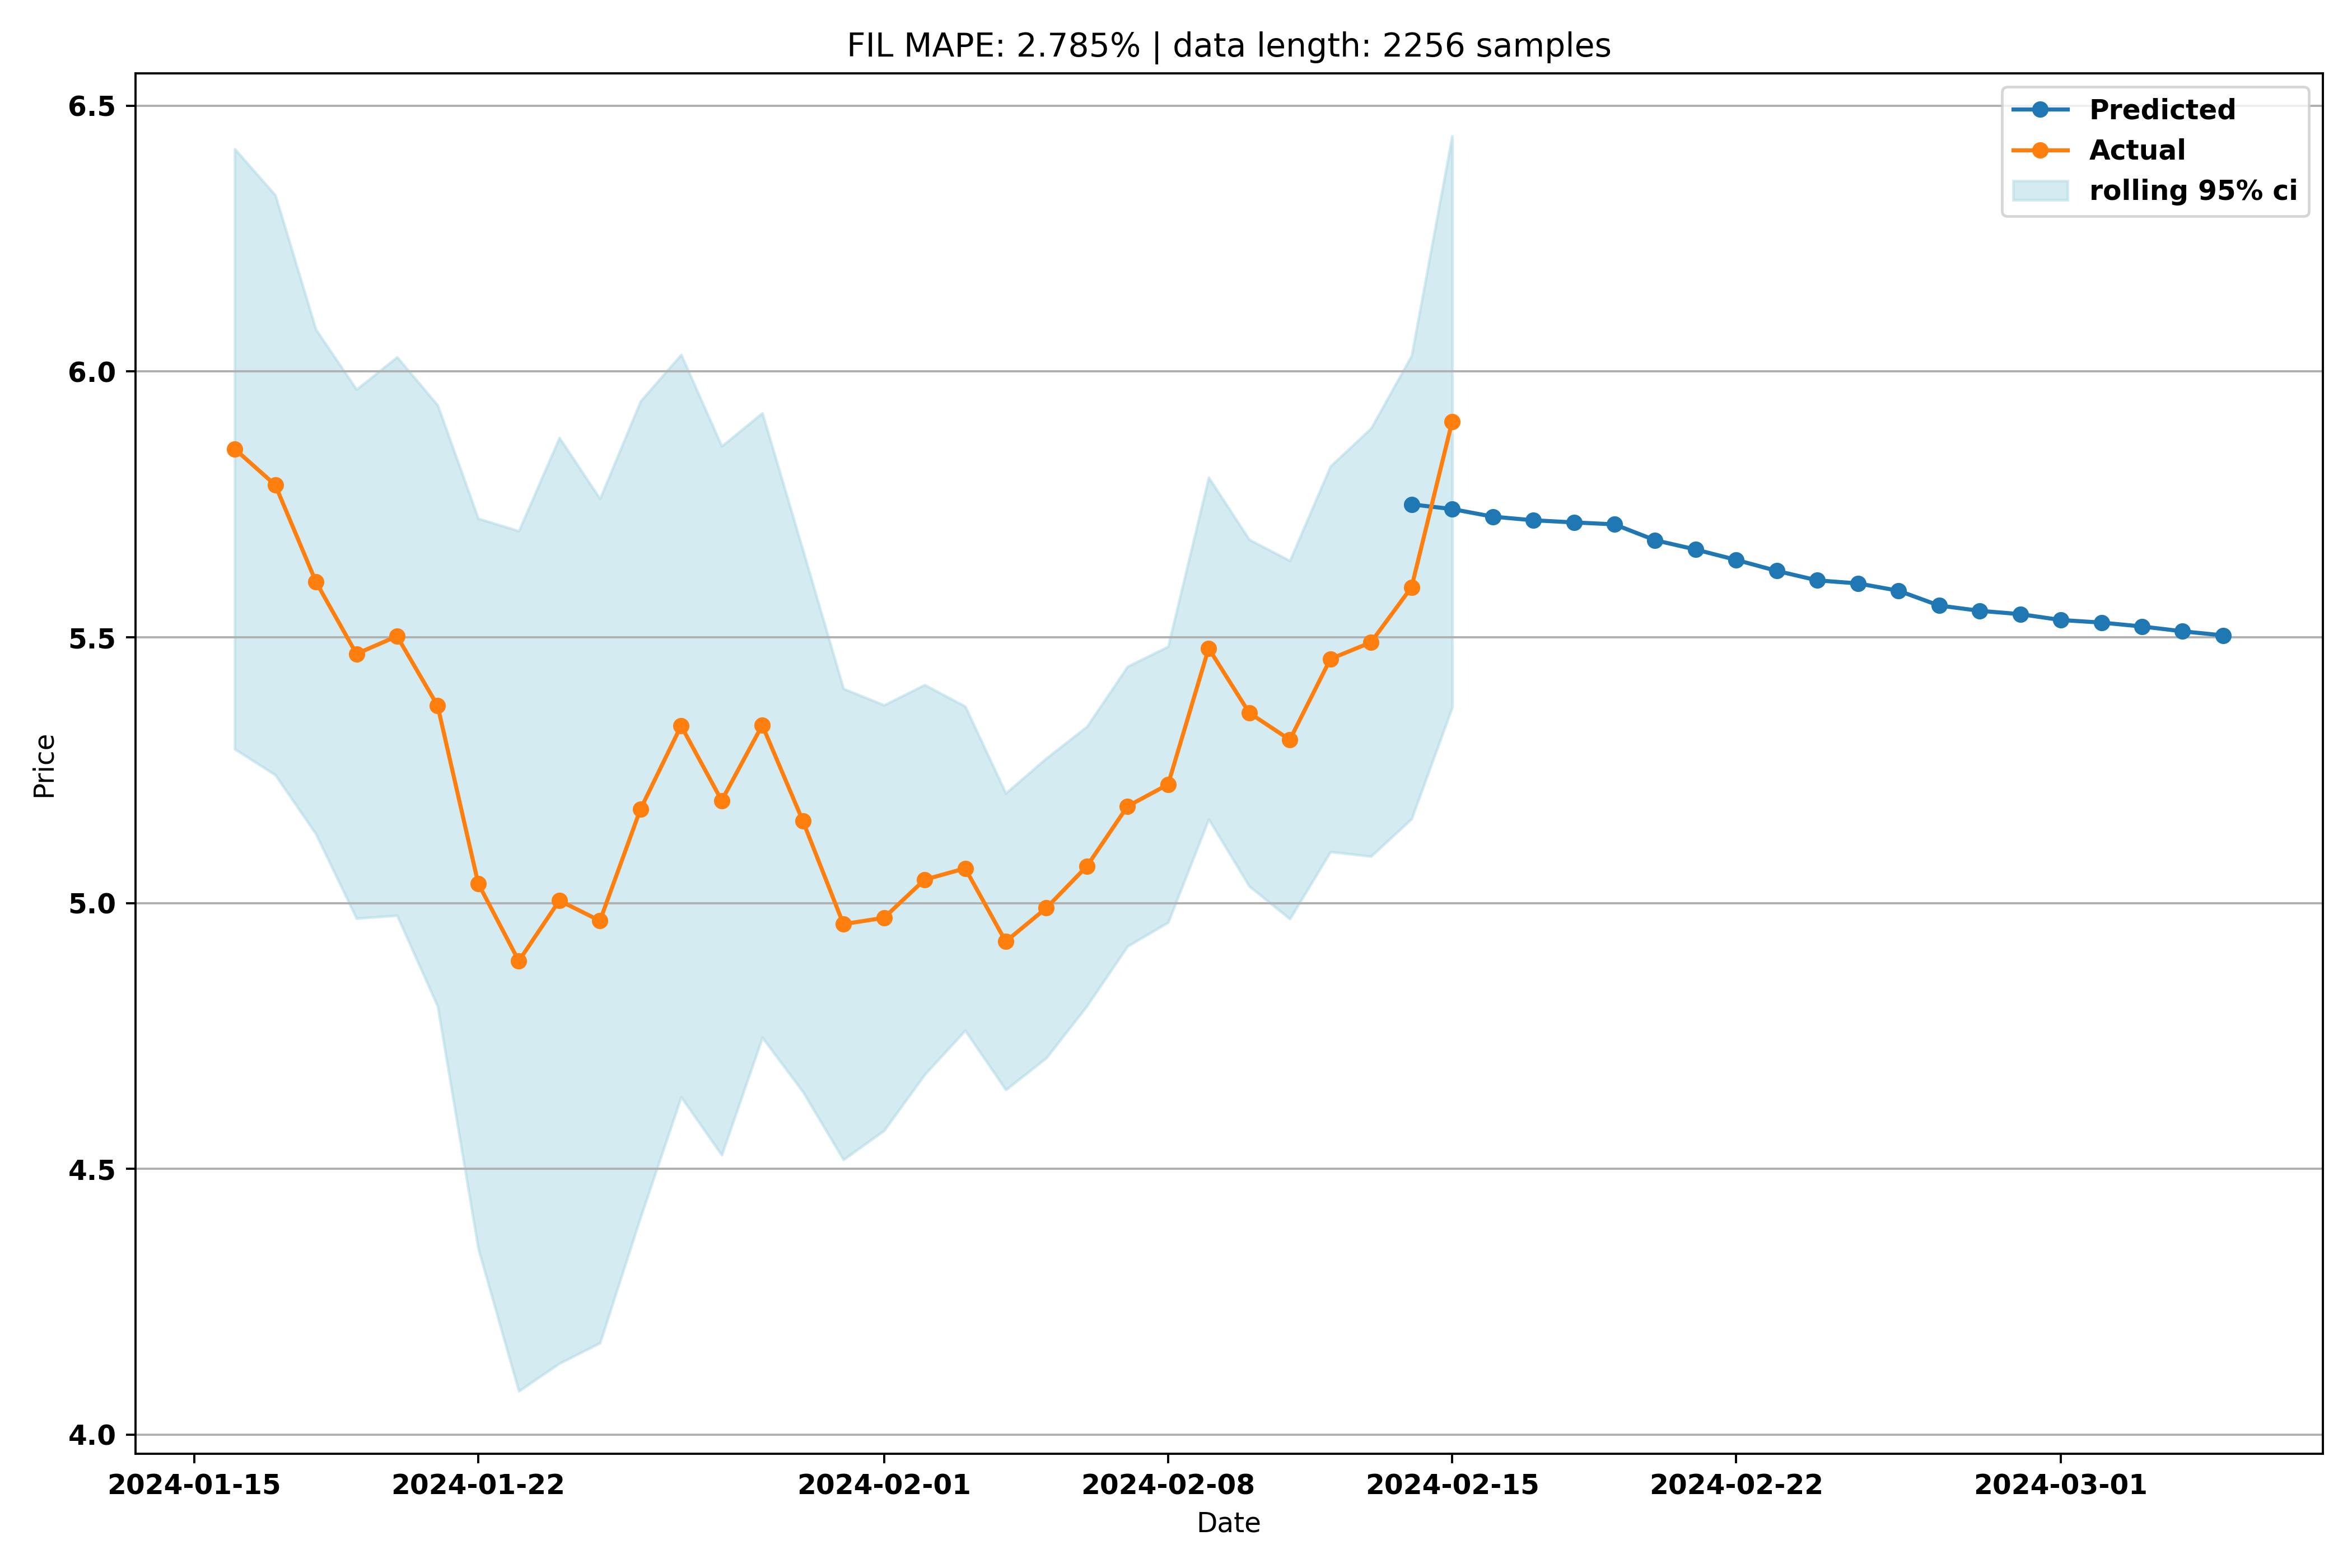 FIL MAPE: 2.785% | data length: 2256 samples
Predicted
Actual
rolling 95% ci
6.5
6.0
5.5
5.0
4.5
4.0
Price
2024-01-15
2024-01-22
2024-02-01
2024-02-08
2024-02-15
2024-02-22
2024-03-01
Date